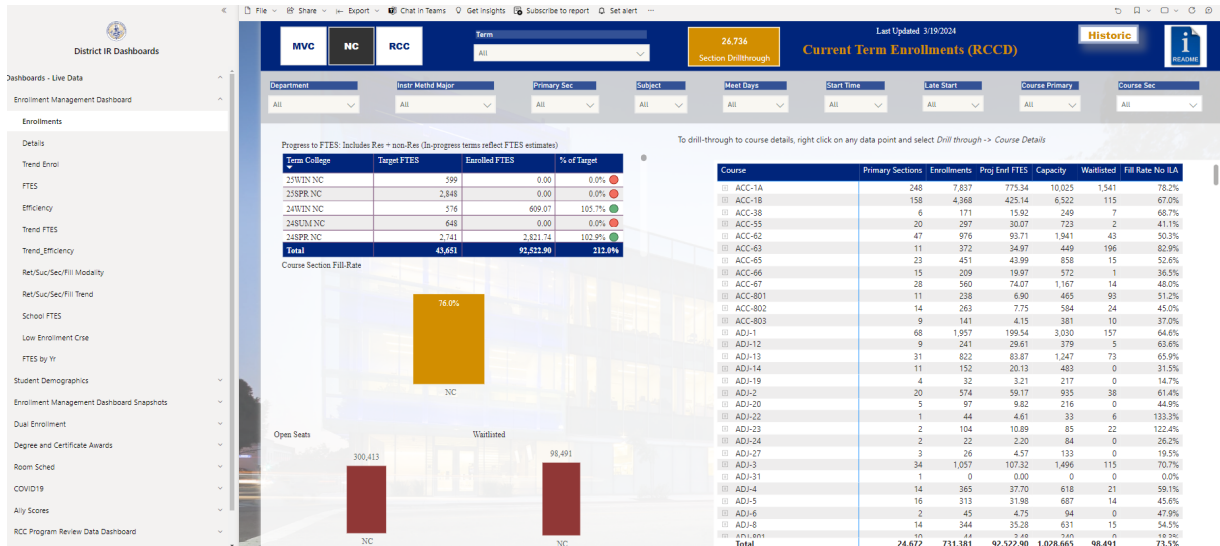 File Share Export Chat in Teams Get insights Subscribe to report Set alert ...
District IR Dashboards
Dashboards - Live Data
Enrollment Management Dashboard
Enrollments
Details
Trend Enrol
FTES
Efficiency
Trend FTES
Trend_Efficiency
Ret/Suc/Sec/Fill Modality
Ret/Suc/Sec/Fill Trend
School FTES
Low Enrollment Crse
FTES by Yr
Student Demographics
Enrollment Management Dashboard Snapshots
Dual Enrollment
Degree and Certificate Awards
Room Sched
COVID19
Ally Scores
RCC Program Review Data Dashboard
MVC NC RCC
Term
All
26,736
Section Drillthrough
Last Updated 3/19/2024
Current Term Enrollments (RCCD)
Historic
i
README
Department Instr Methd Major Primary Sec Subject Meet Days Start Time Late Start Course Primary Course Sec
All All All All All All All All All
Progress to FTES: Includes Res + non-Res (In-progress terms reflect FTES estimates)
Term College Target FTES Enrolled FTES % of Target
25WIN NC 599 0.00 0.0%
25SPR NC 2,848 0.00 0.0%
24WIN NC 576 609.07 105.7%
24SUM NC 648 0.00 0.0%
24SPR NC 2,741 2,821.74 102.9%
Total 43,651 92,522.90 212.0%
Course Section Fill-Rate
76.0%
NC
Open Seats
300,413
NC
Waitlisted
98,491
NC
To drill-through to course details, right click on any data point and select Drill through -> Course Details
Course Primary Sections Enrollments Proj Enrl FTES Capacity Waitlisted Fill Rate No ILA
ACC-1A 248 7,837 775.34 10,025 1,541 78.2%
ACC-1B 158 4,368 425.14 6,522 115 67.0%
ACC-38 6 171 15.92 249 7 68.7%
ACC-55 20 297 30.07 723 2 41.1%
ACC-62 47 976 93.71 1,941 43 50.3%
ACC-63 11 372 34.97 449 196 82.9%
ACC-65 23 451 43.99 858 15 52.6%
ACC-66 15 209 19.97 572 1 36.5%
ACC-67 28 560 74.07 1,167 14 48.0%
ACC-801 11 238 6.90 465 93 51.2%
ACC-802 14 263 7.75 584 24 45.0%
ACC-803 9 141 4.15 381 10 37.0%
ADJ-1 68 1,957 199.54 3,030 157 64.6%
ADJ-12 9 241 29.61 379 5 63.6%
ADJ-13 31 822 83.87 1,247 73 65.9%
ADJ-14 11 152 20.13 483 0 31.5%
ADJ-19 4 32 3.21 217 0 14.7%
ADJ-2 20 574 59.17 935 38 61.4%
ADJ-20 5 97 9.82 216 0 44.9%
ADJ-22 1 44 4.61 33 6 133.3%
ADJ-23 2 104 10.89 85 22 122.4%
ADJ-24 2 22 2.20 84 0 26.2%
ADJ-27 3 26 4.57 133 0 19.5%
ADJ-3 34 1,057 107.32 1,496 115 70.7%
ADJ-31 1 0 0.00 0 0 0.0%
ADJ-4 14 365 37.70 618 21 59.1%
ADJ-5 16 313 31.98 687 14 45.6%
ADJ-6 2 45 4.75 94 0 47.9%
ADJ-8 14 344 35.28 631 15 54.5%
ADJ-801 10 44 3.48 240 0 18.3%
Total 24,672 731,381 92,522.90 1,028,665 98,491 73.5%